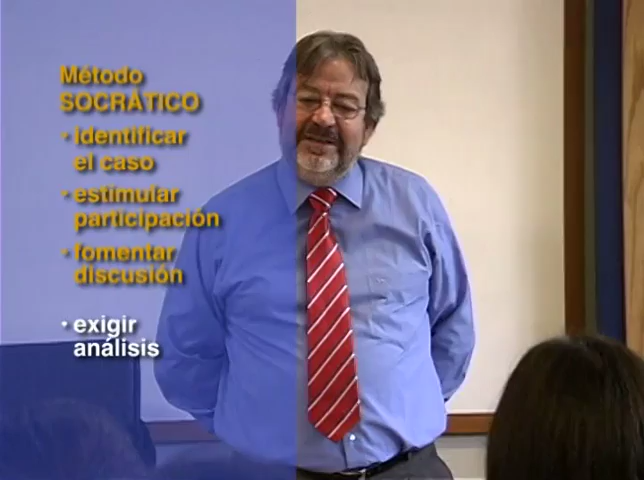 Método
SOCRÁTICO
• identificar
el caso
• estimular
participación
• fomentar
discusión
• exigir
análisis